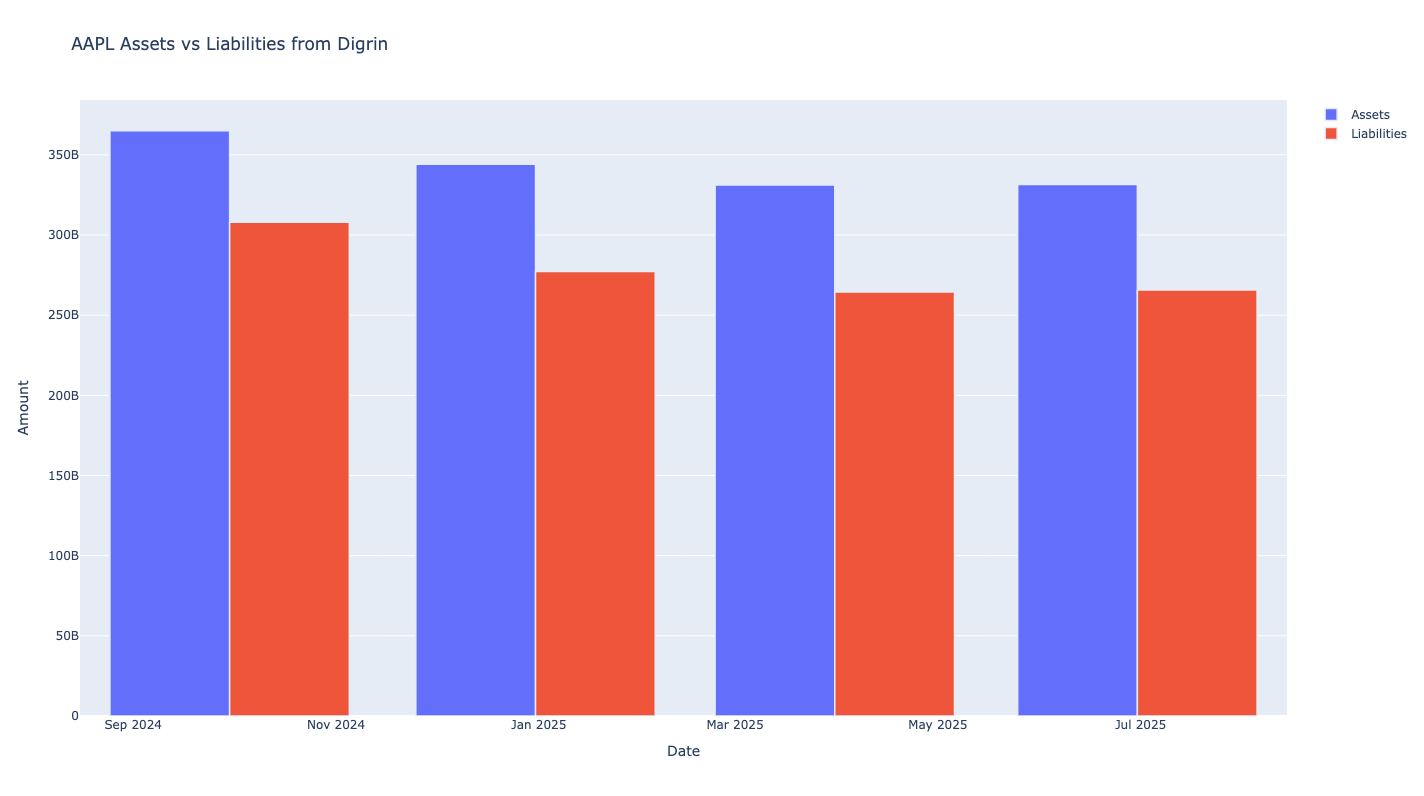 AAPL Assets vs Liabilities from Digrin
Assets
Liabilities
350B
300B
250B
200B
150B
100B
50B
0
Amount
Sep 2024 Nov 2024 Jan 2025 Mar 2025 May 2025 Jul 2025
Date